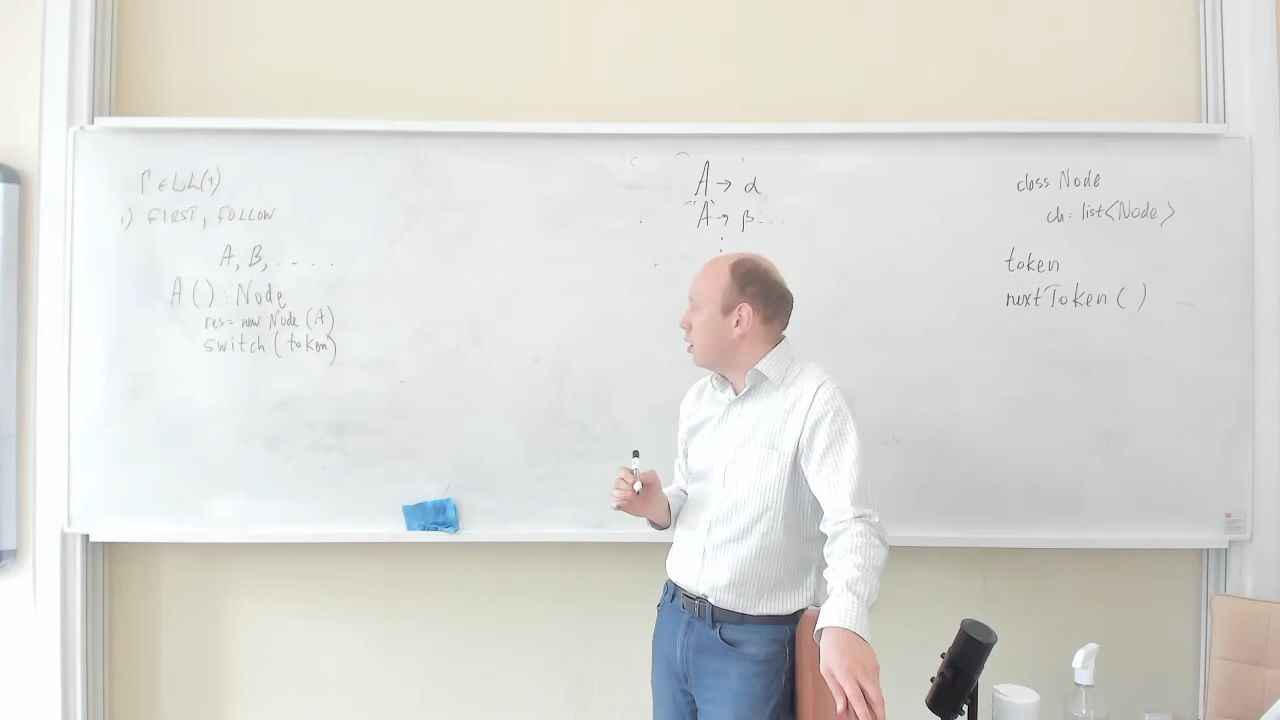 Γ ∈ LL(1)
1) FIRST, FOLLOW
A, B, . . . .
A ( ) : Node
res = new Node (A)
switch ( token )
A → α
A → β . . .
:
class Node
ch : list<Node>
token
nextToken ( )